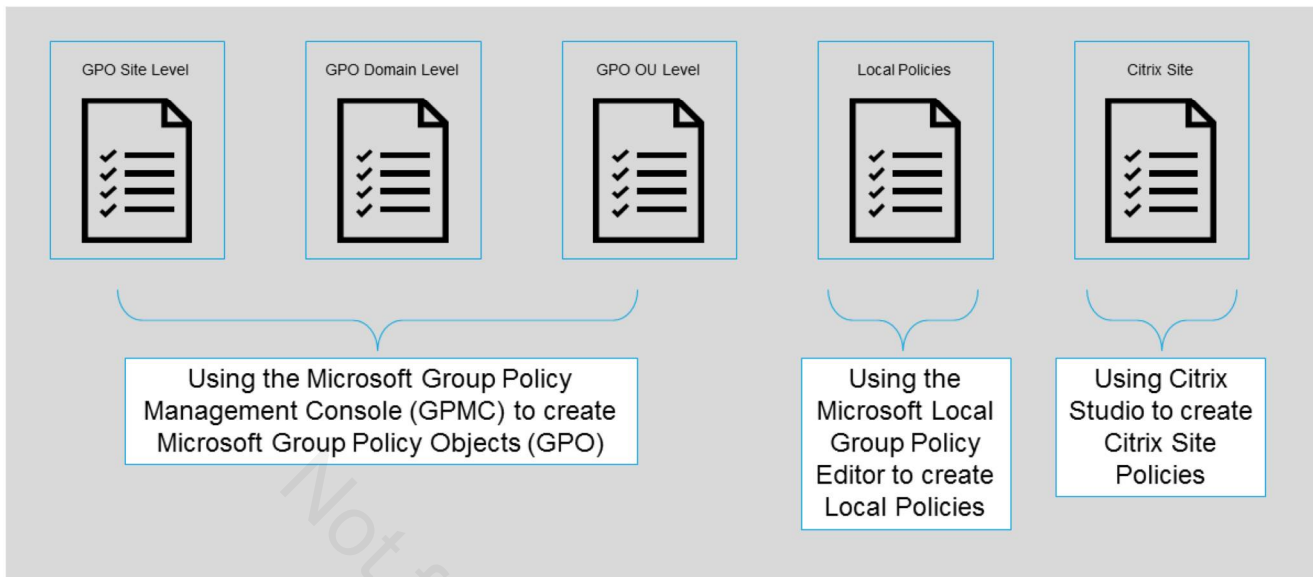 GPO Site Level
GPO Domain Level
GPO OU Level
Local Policies
Citrix Site
Using the Microsoft Group Policy
Management Console (GPMC) to create
Microsoft Group Policy Objects (GPO)
Using the
Microsoft Local
Group Policy
Editor to create
Local Policies
Using Citrix
Studio to create
Citrix Site
Policies
Not f